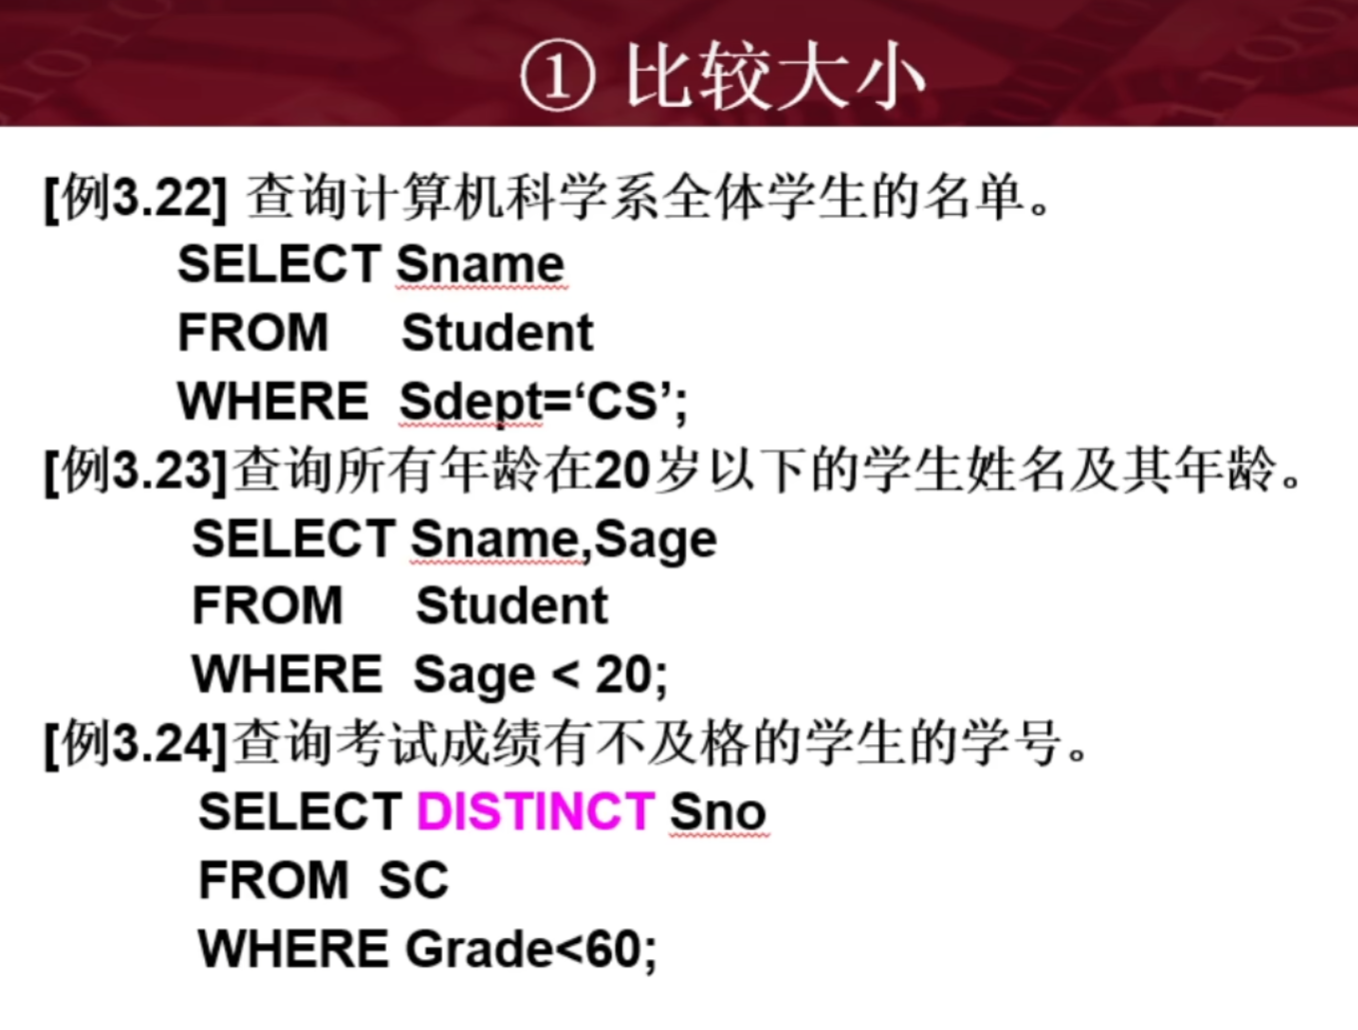 ① 比较大小
[例3.22] 查询计算机科学系全体学生的名单。
SELECT Sname
FROM Student
WHERE Sdept=‘CS’;
[例3.23]查询所有年龄在20岁以下的学生姓名及其年龄。
SELECT Sname,Sage
FROM Student
WHERE Sage < 20;
[例3.24]查询考试成绩有不及格的学生的学号。
SELECT DISTINCT Sno
FROM SC
WHERE Grade<60;